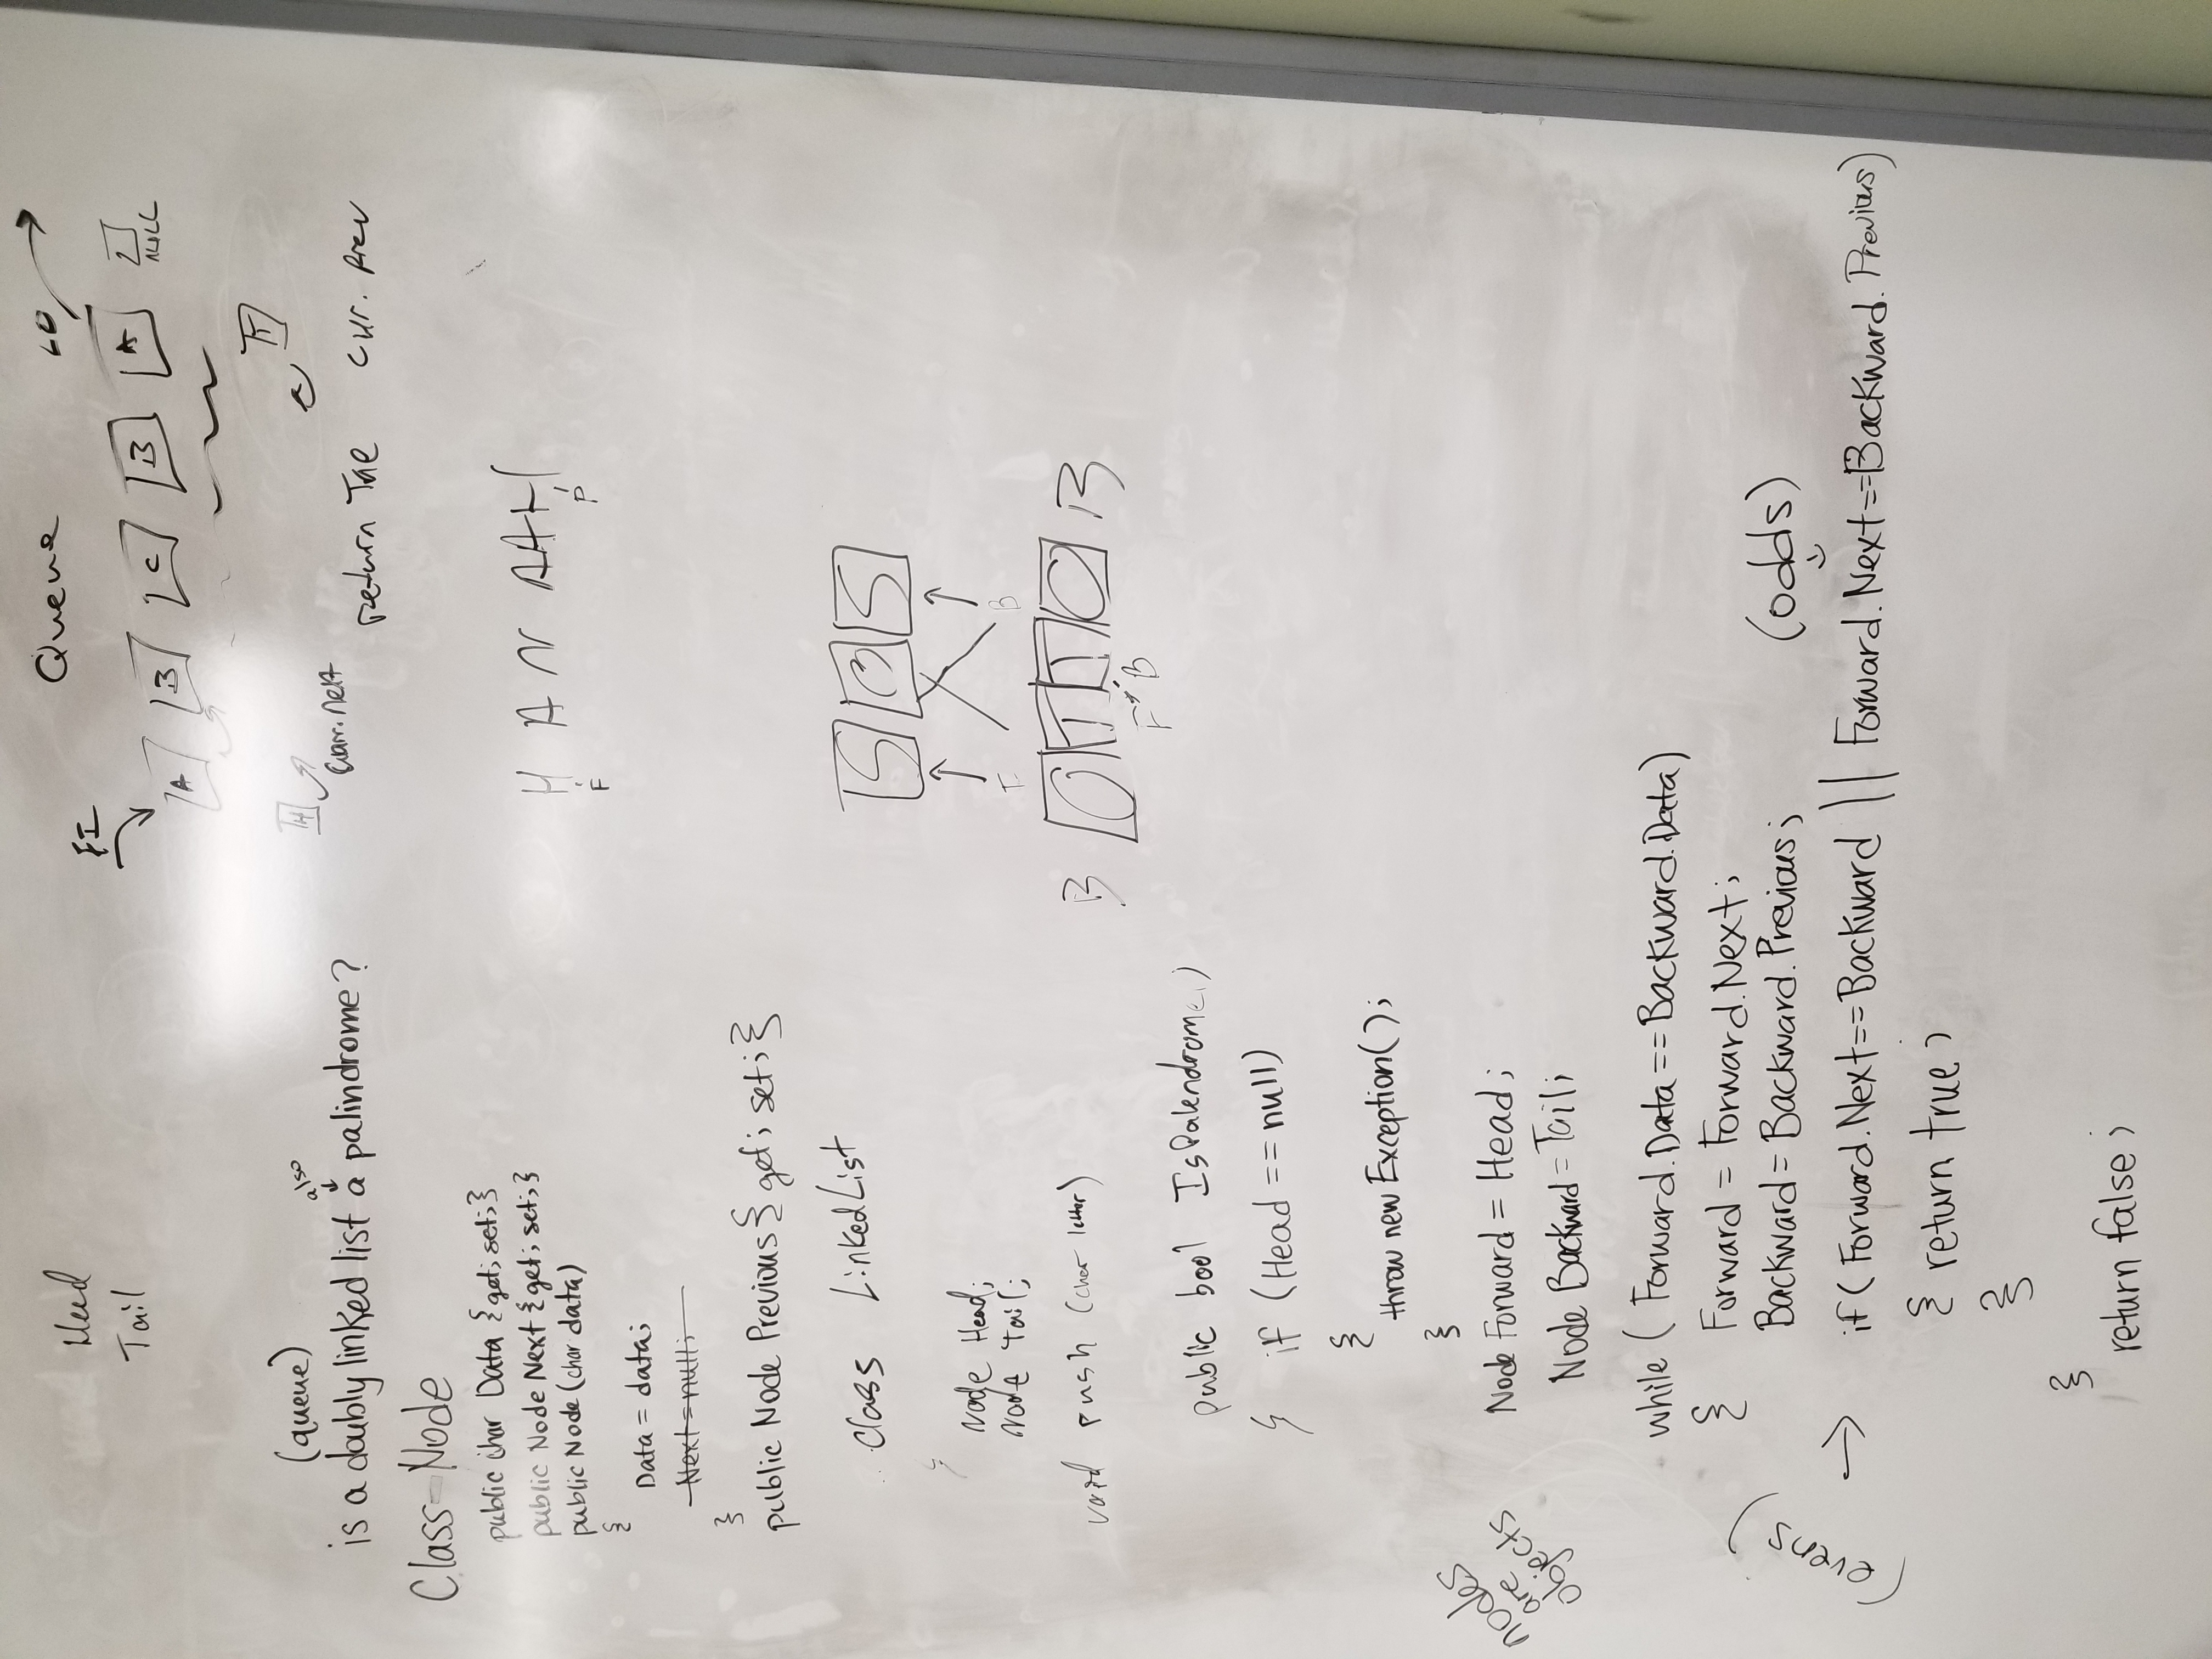 Head
Tail
Queue
FI
LO
A B C B A
NULL
T
H
curr.next
return True
cur. prev
(queue)
also
is a doubly linked list a palindrome?
Class Node
public char Data {get; set;}
public Node Next {get; set;}
public Node (char data)
{
Data = data;
Next = null;
}
public Node Previous { get; set; }
H A N A A H
F
P
Class LinkedList
{
Node Head;
Node Tail;
void push (char letter)
S O S
F
B
B O T T O B
F B
public bool IsPalendrome()
{
if (Head == null)
{
throw new Exception();
}
nodes
are
objects
Node Forward = Head;
Node Backward = Tail;
while ( Forward.Data == Backward.Data)
{
Forward = Forward.Next;
Backward = Backward.Previous;
(odds)
(evens)
→ if ( Forward.Next == Backward || Forward.Next == Backward.Previous)
{ return true;
}
}
return false;